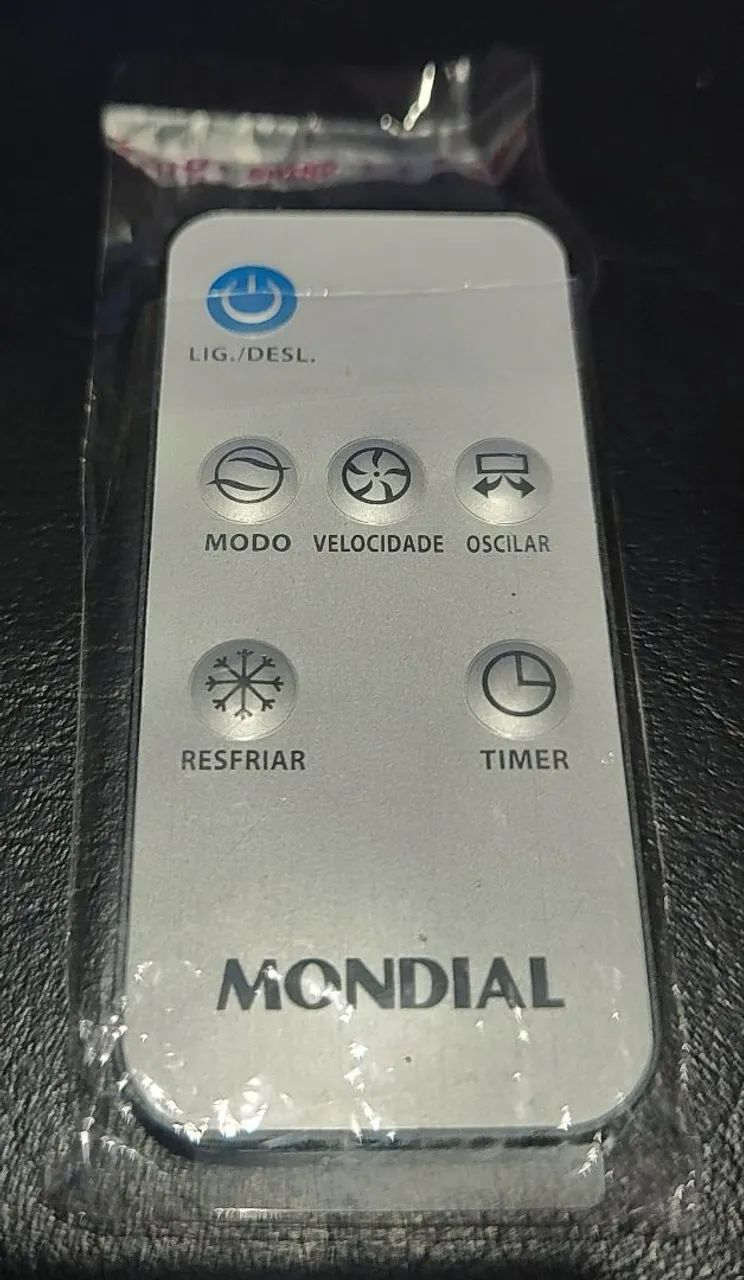 LIG./DESL.
MODO VELOCIDADE OSCILAR
RESFRIAR TIMER
MONDIAL